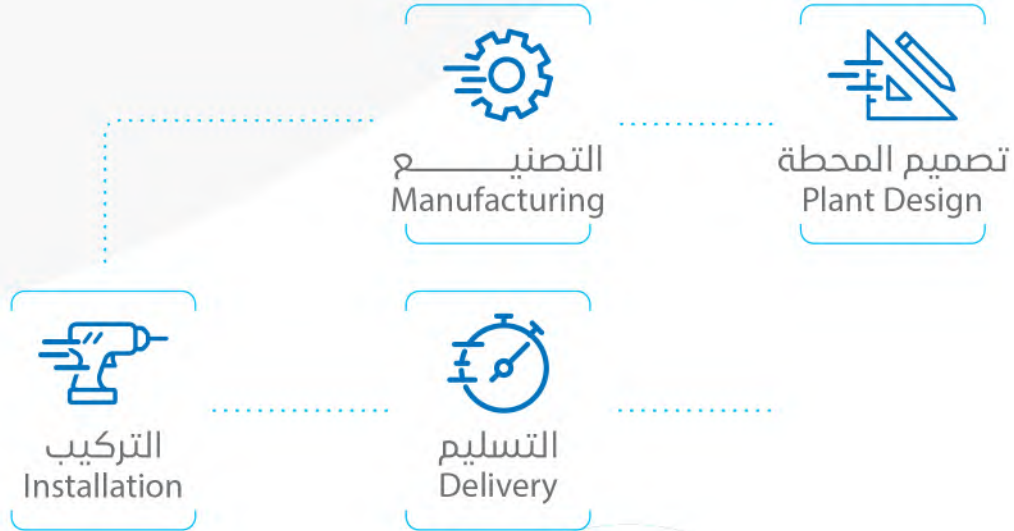 تصميم المحطة
Plant Design
التصنيـــــــــع
Manufacturing
التركيب
Installation
التسليم
Delivery